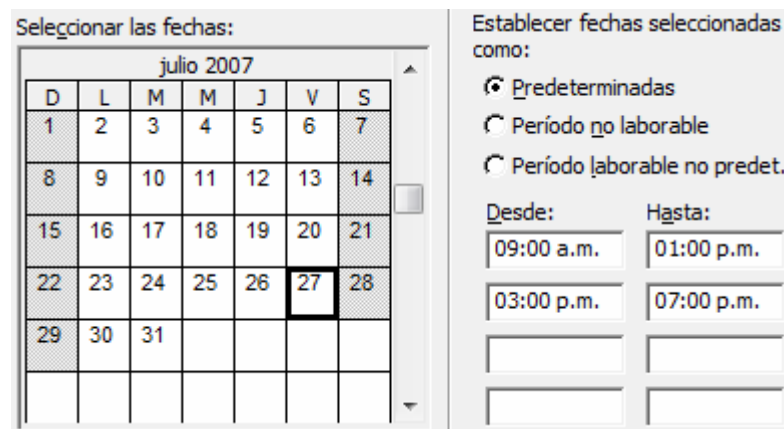 Seleccionar las fechas:
julio 2007
D L M M J V S
1 2 3 4 5 6 7
8 9 10 11 12 13 14
15 16 17 18 19 20 21
22 23 24 25 26 27 28
29 30 31
Establecer fechas seleccionadas
como:
Predeterminadas
Período no laborable
Período laborable no predet.
Desde: Hasta:
09:00 a.m. 01:00 p.m.
03:00 p.m. 07:00 p.m.